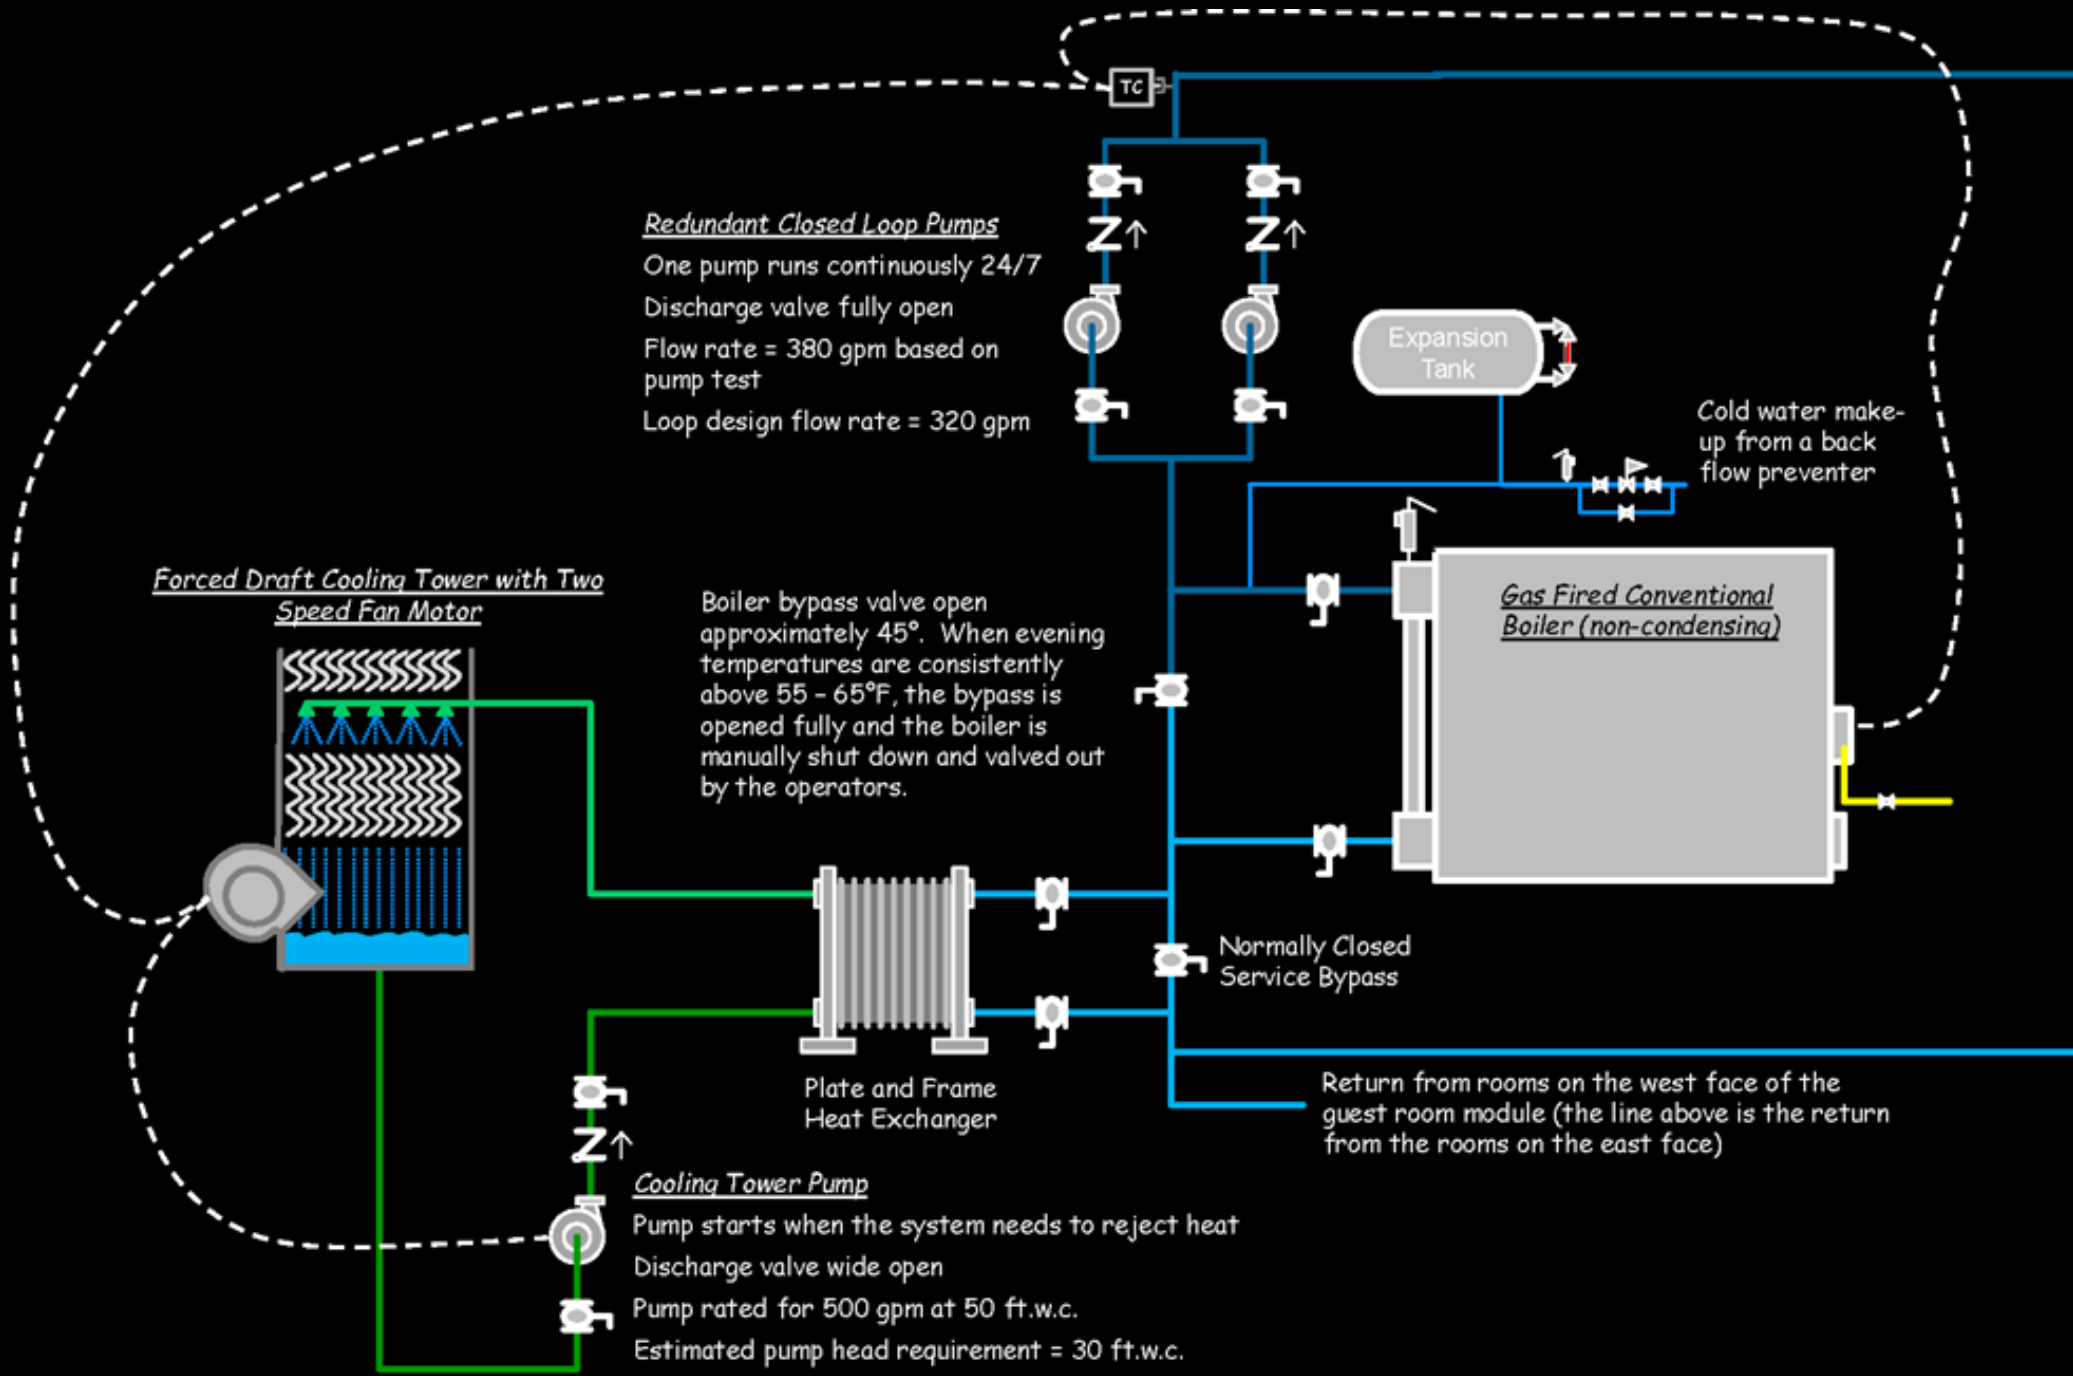 TC
Redundant Closed Loop Pumps
One pump runs continuously 24/7
Discharge valve fully open
Flow rate = 380 gpm based on
pump test
Loop design flow rate = 320 gpm
Expansion
Tank
Cold water make-
up from a back
flow preventer
Forced Draft Cooling Tower with Two
Speed Fan Motor
Boiler bypass valve open
approximately 45°. When evening
temperatures are consistently
above 55 – 65°F, the bypass is
opened fully and the boiler is
manually shut down and valved out
by the operators.
Gas Fired Conventional
Boiler (non-condensing)
Normally Closed
Service Bypass
Plate and Frame
Heat Exchanger
Return from rooms on the west face of the
guest room module (the line above is the return
from the rooms on the east face)
Cooling Tower Pump
Pump starts when the system needs to reject heat
Discharge valve wide open
Pump rated for 500 gpm at 50 ft.w.c.
Estimated pump head requirement = 30 ft.w.c.